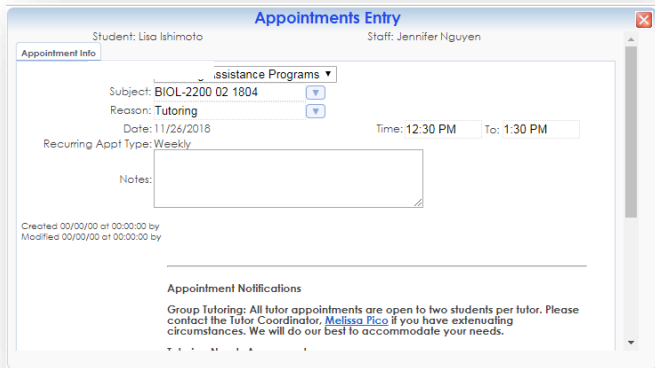 Appointments Entry
Student: Lisa Ishimoto Staff: Jennifer Nguyen
Appointment Info
ssistance Programs
Subject: BIOL-2200 02 1804
Reason: Tutoring
Date: 11/26/2018 Time: 12:30 PM To: 1:30 PM
Recurring Appt Type: Weekly
Notes:
Created 00/00/00 at 00:00:00 by
Modified 00/00/00 at 00:00:00 by
Appointment Notifications
Group Tutoring: All tutor appointments are open to two students per tutor. Please
contact the Tutor Coordinator, Melissa Pico if you have extenuating
circumstances. We will do our best to accommodate your needs.